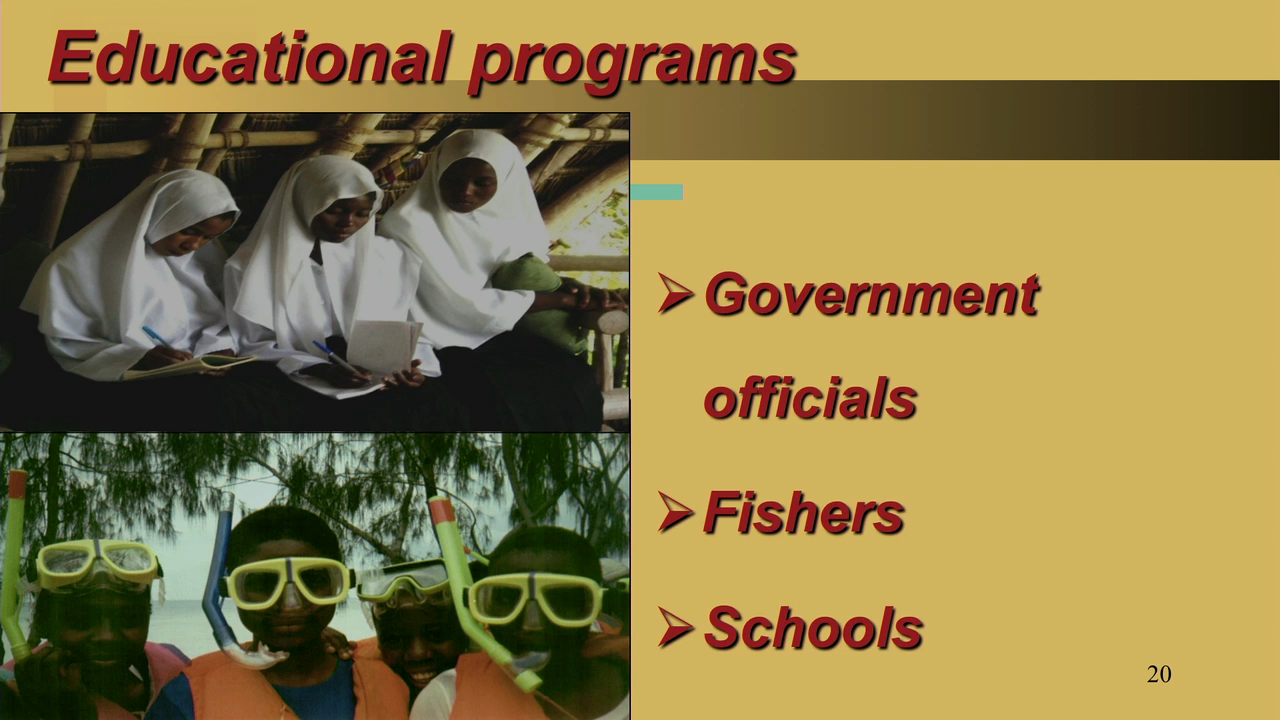 Educational programs
Government
officials
Fishers
Schools
20